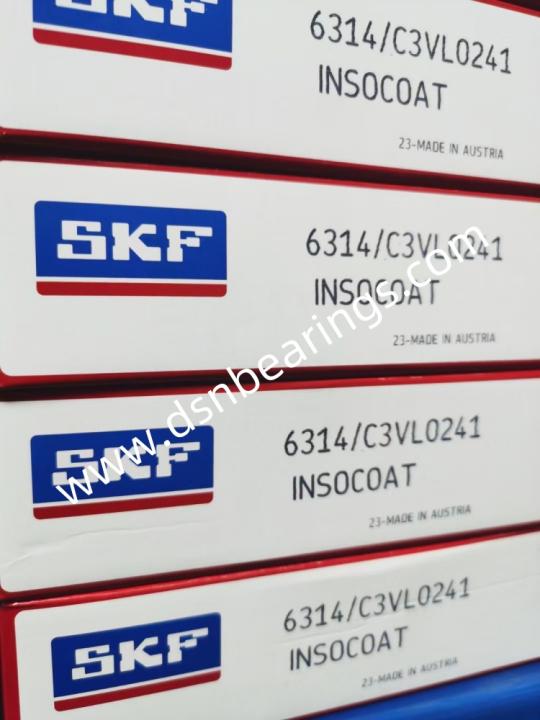 SKF
6314/C3VL0241
INSOCOAT
23-MADE IN AUSTRIA
SKF
6314/C3VL0241
INSOCOAT
23-MADE IN AUSTRIA
www.dsnbearings.com
SKF
6314/C3VL0241
INSOCOAT
23-MADE IN AUSTRIA
SKF
6314/C3VL0241
INSOCOAT
23-MADE IN AUSTRIA